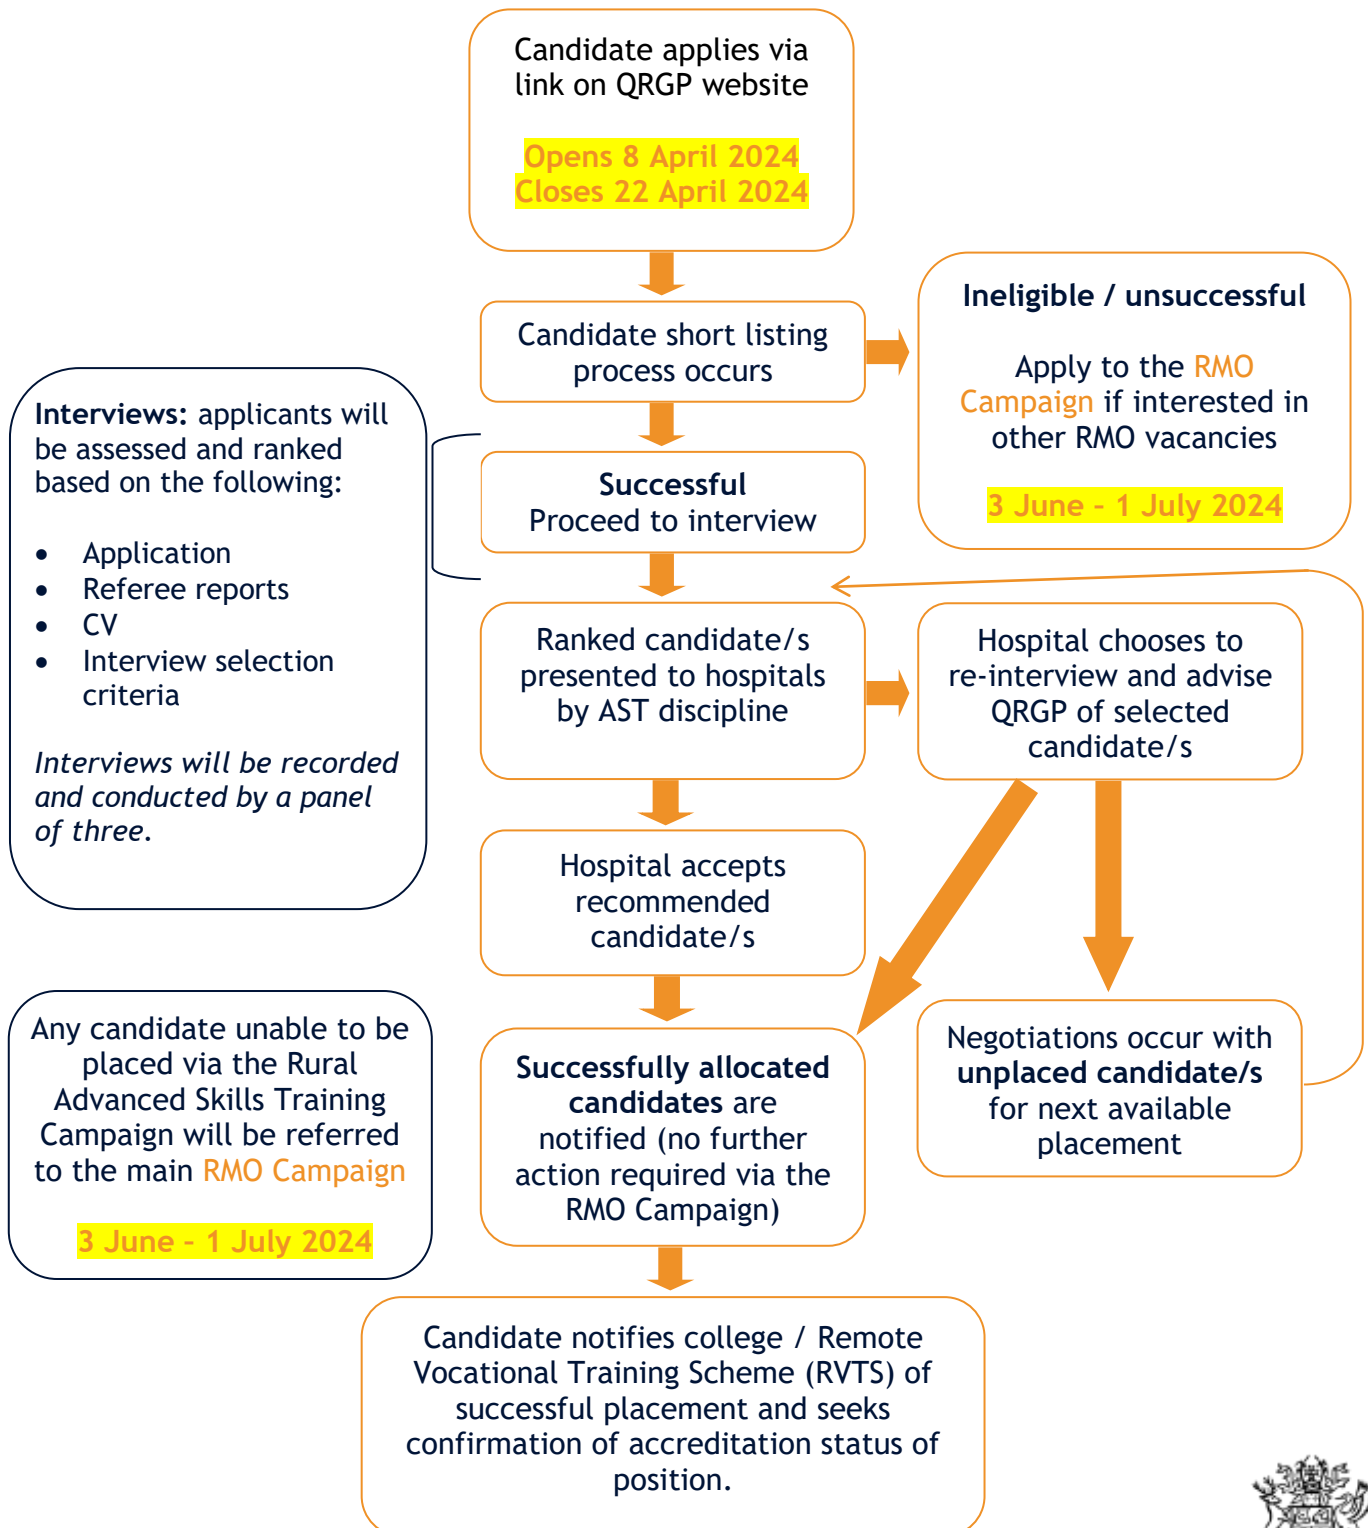 Candidate applies via
link on QRGP website
Opens 8 April 2024
Closes 22 April 2024
Candidate short listing
process occurs
Ineligible / unsuccessful
Apply to the RMO
Campaign if interested in
other RMO vacancies
3 June – 1 July 2024
Interviews: applicants will
be assessed and ranked
based on the following:
• Application
• Referee reports
• CV
• Interview selection
criteria
Interviews will be recorded
and conducted by a panel
of three.
Successful
Proceed to interview
Ranked candidate/s
presented to hospitals
by AST discipline
Hospital chooses to
re-interview and advise
QRGP of selected
candidate/s
Hospital accepts
recommended
candidate/s
Any candidate unable to be
placed via the Rural
Advanced Skills Training
Campaign will be referred
to the main RMO Campaign
3 June – 1 July 2024
Successfully allocated
candidates are
notified (no further
action required via the
RMO Campaign)
Negotiations occur with
unplaced candidate/s
for next available
placement
Candidate notifies college / Remote
Vocational Training Scheme (RVTS) of
successful placement and seeks
confirmation of accreditation status of
position.